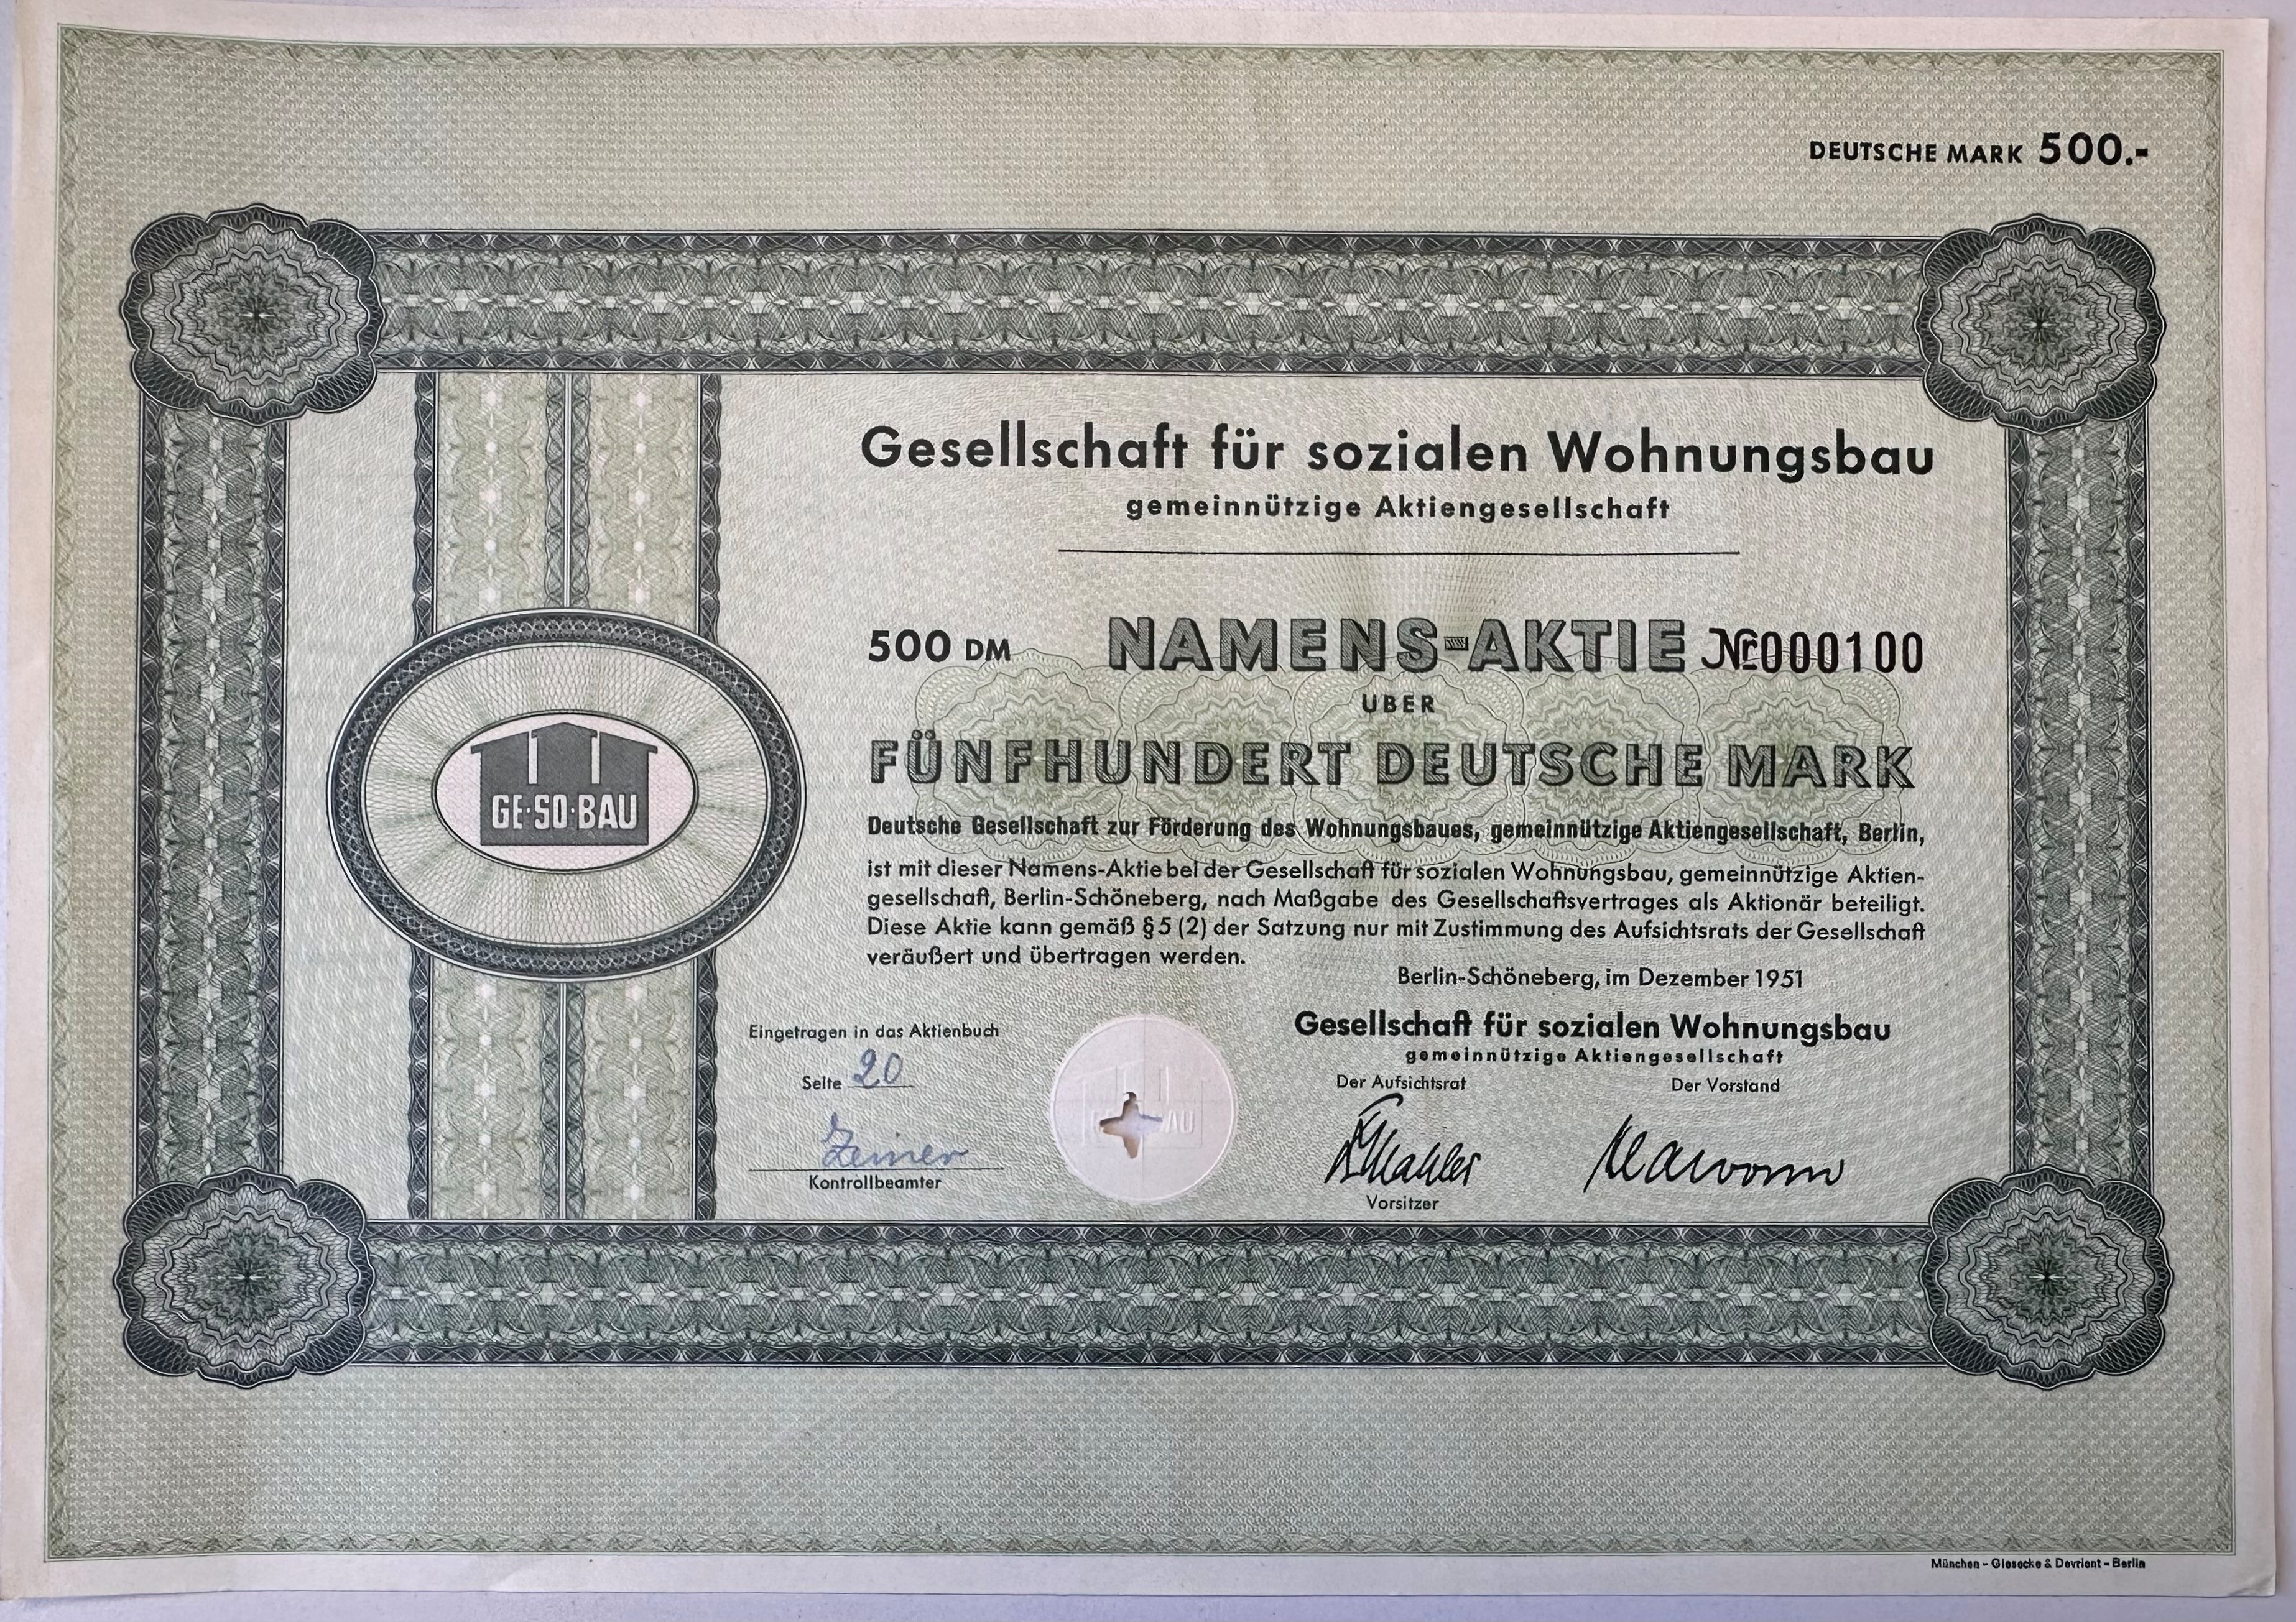 DEUTSCHE MARK 500.-
Gesellschaft für sozialen Wohnungsbau
gemeinnützige Aktiengesellschaft
500 DM NAMENS-AKTIE Nr 000100
ÜBER
FÜNFHUNDERT DEUTSCHE MARK
GE·SO·BAU
Deutsche Gesellschaft zur Förderung des Wohnungsbaues, gemeinnützige Aktiengesellschaft, Berlin,
ist mit dieser Namens-Aktie bei der Gesellschaft für sozialen Wohnungsbau, gemeinnützige Aktien-
gesellschaft, Berlin-Schöneberg, nach Maßgabe des Gesellschaftsvertrages als Aktionär beteiligt.
Diese Aktie kann gemäß § 5 (2) der Satzung nur mit Zustimmung des Aufsichtsrats der Gesellschaft
veräußert und übertragen werden.
Berlin-Schöneberg, im Dezember 1951
Eingetragen in das Aktienbuch
Seite 20
Kontrollbeamter
Gesellschaft für sozialen Wohnungsbau
gemeinnützige Aktiengesellschaft
Der Aufsichtsrat Der Vorstand
Vorsitzer
München - Giesecke & Devrient - Berlin